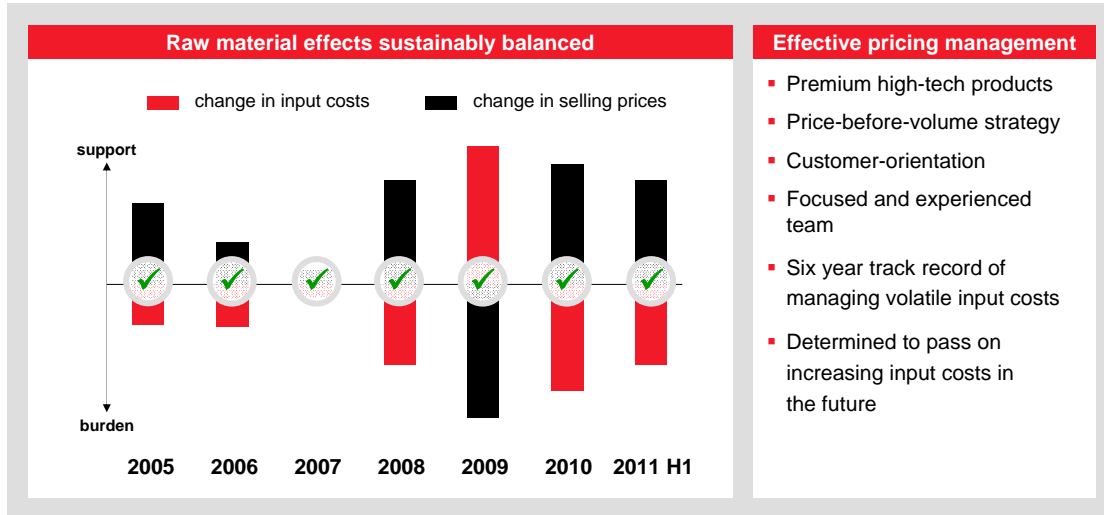 Raw material effects sustainably balanced
change in input costs
change in selling prices
support
burden
2005
2006
2007
2008
2009
2010
2011 H1
Effective pricing management
Premium high-tech products
Price-before-volume strategy
Customer-orientation
Focused and experienced
team
Six year track record of
managing volatile input costs
Determined to pass on
increasing input costs in
the future